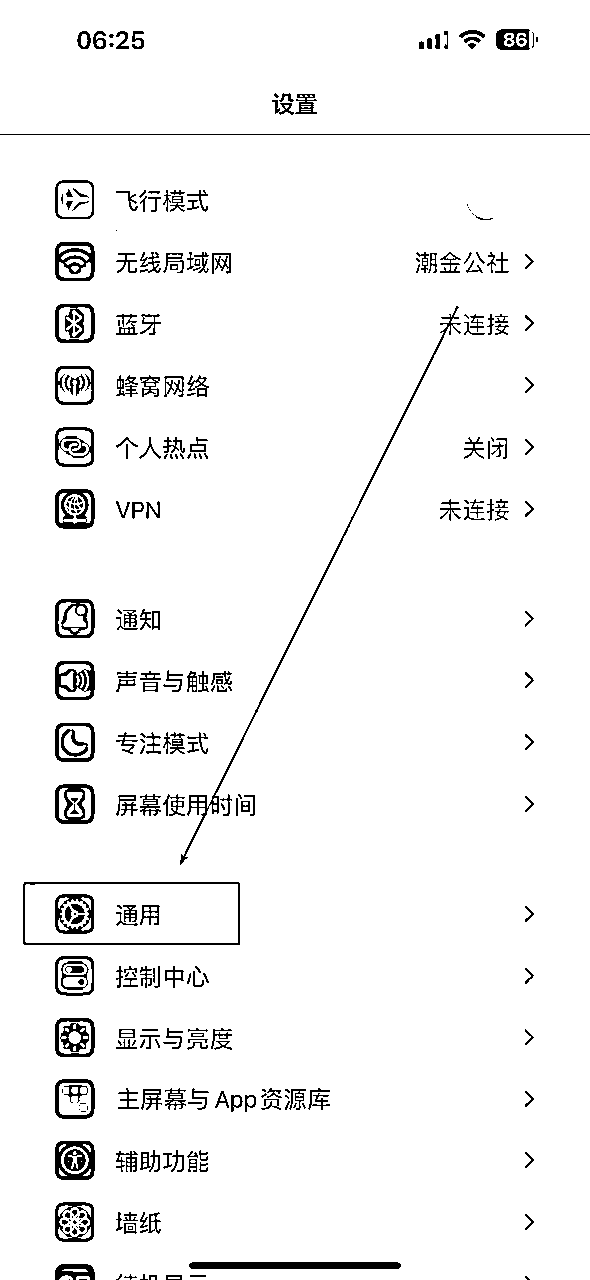 06:25
86
设置
飞行模式
无线局域网 潮金公社
蓝牙 未连接
蜂窝网络
个人热点 关闭
VPN 未连接
通知
声音与触感
专注模式
屏幕使用时间
通用
控制中心
显示与亮度
主屏幕与 App 资源库
辅助功能
墙纸